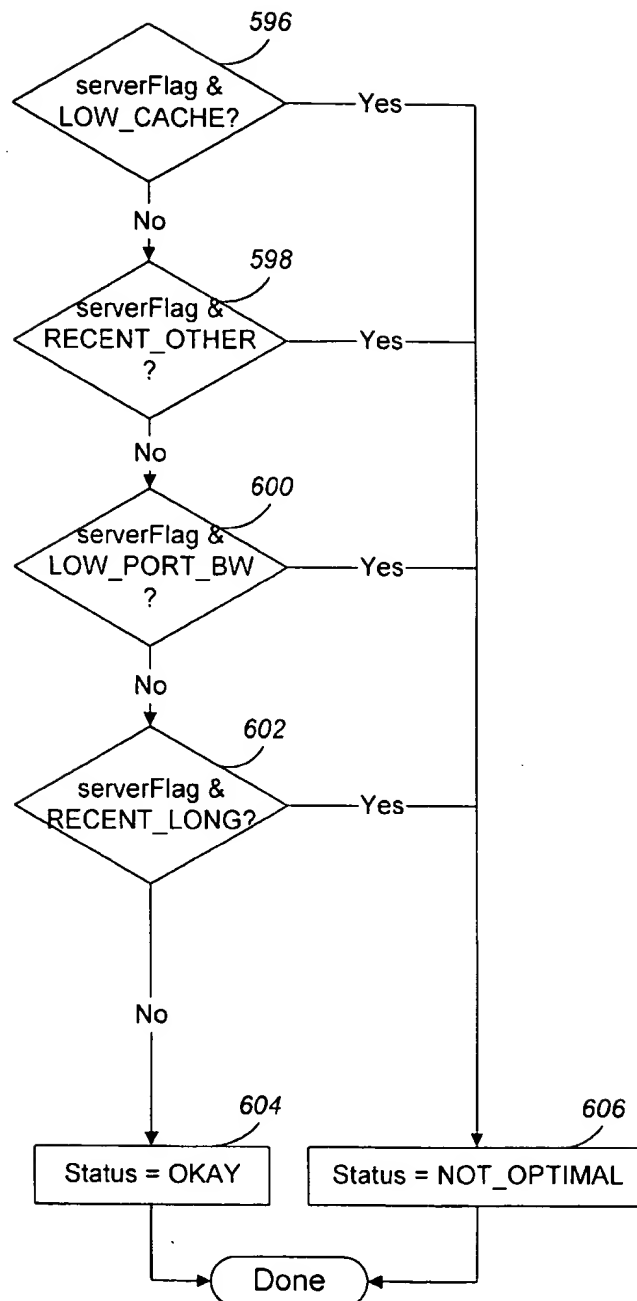 596
serverFlag &
LOW_CACHE?
Yes
No
598
serverFlag &
RECENT_OTHER
?
Yes
No
600
serverFlag &
LOW_PORT_BW
?
Yes
No
602
serverFlag &
RECENT_LONG?
Yes
No
604
Status = OKAY
606
Status = NOT_OPTIMAL
Done